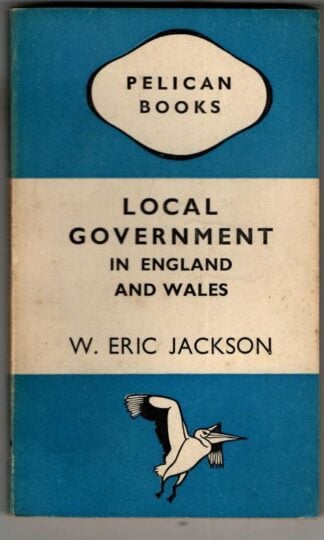 PELICAN
BOOKS
LOCAL
GOVERNMENT
IN ENGLAND
AND WALES
W. ERIC JACKSON